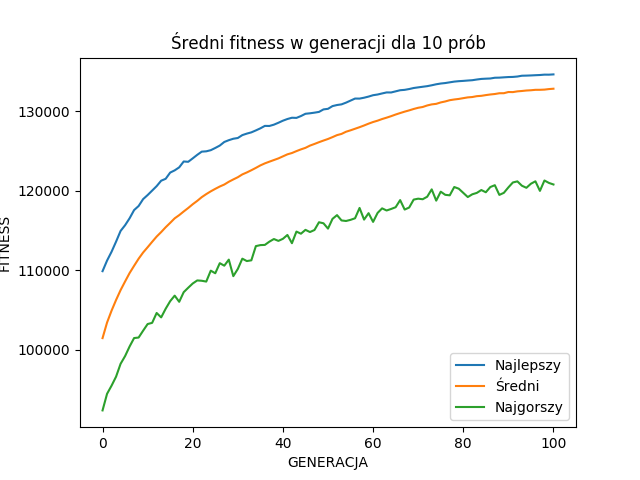 Średni fitness w generacji dla 10 prób
130000
120000
110000
100000
FITNESS
0 20 40 60 80 100
GENERACJA
Najlepszy
Średni
Najgorszy